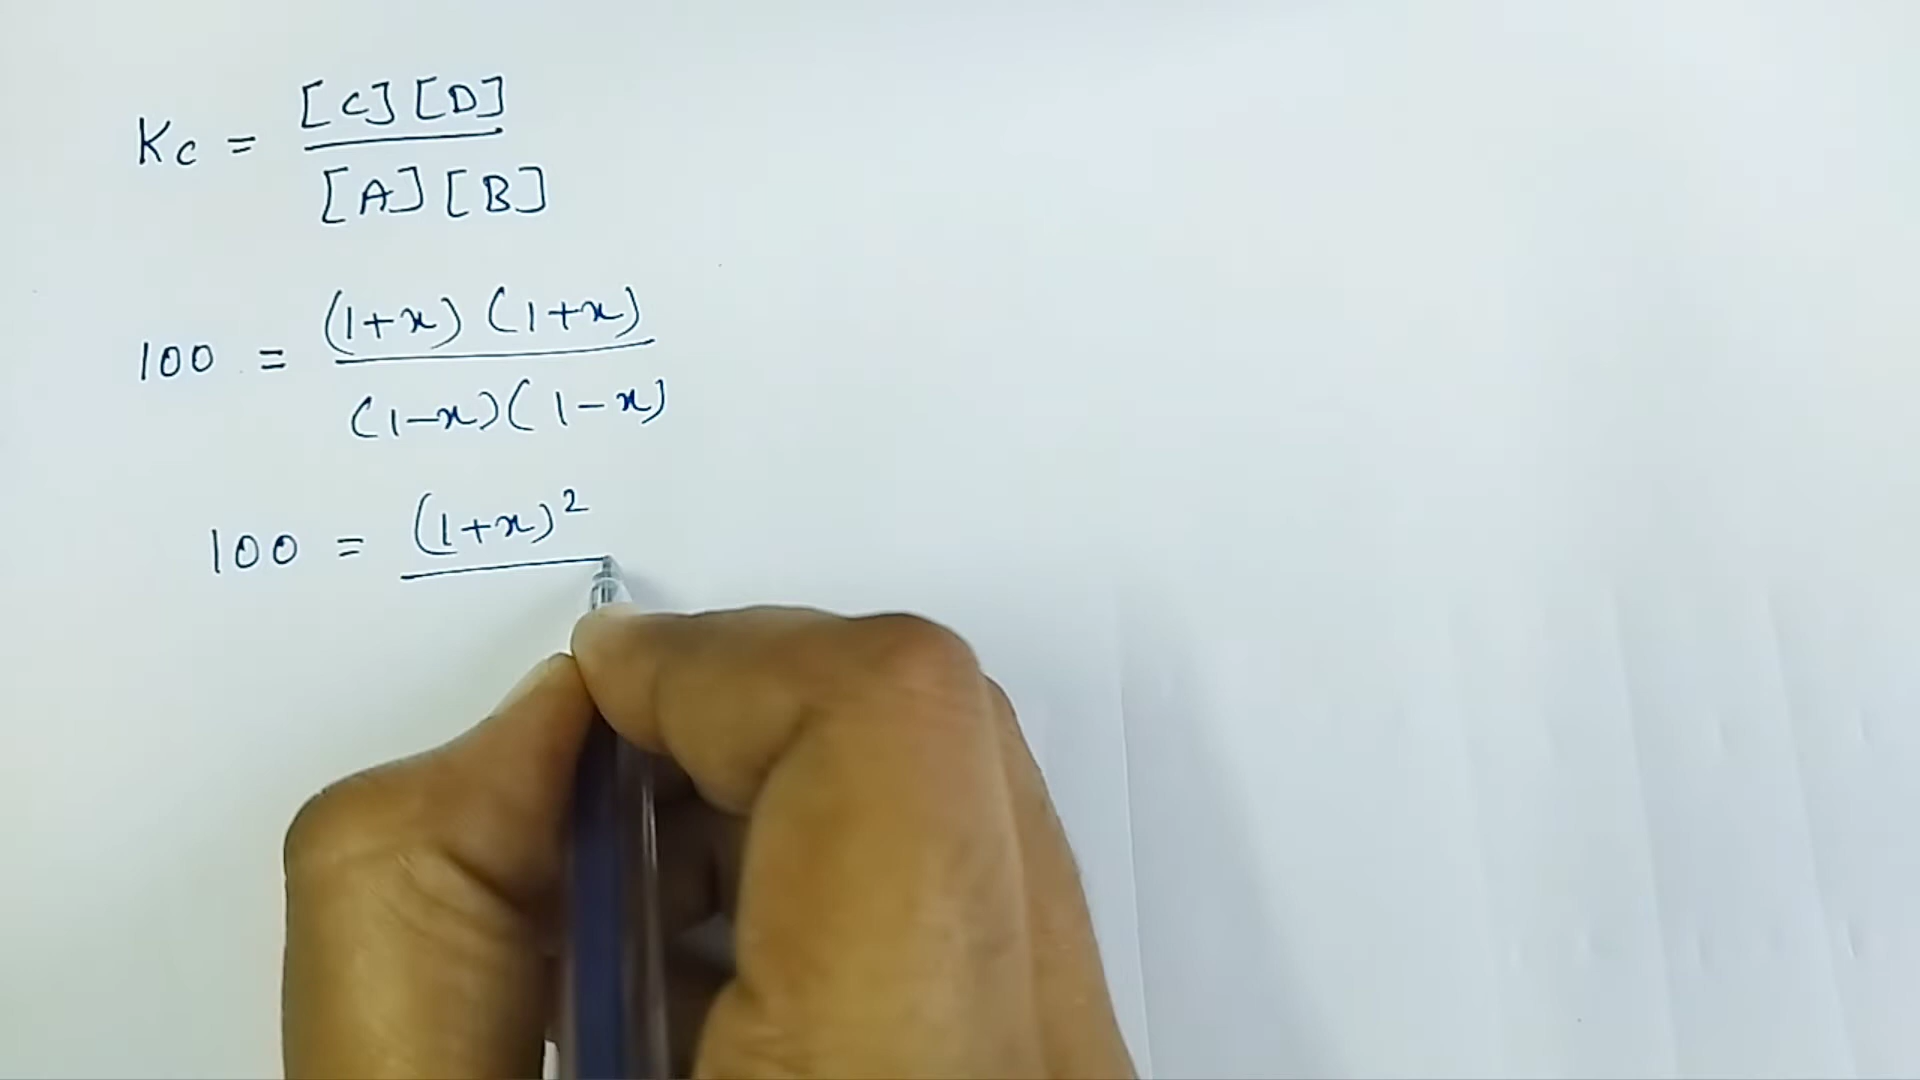 Kc = [C][D] / [A][B]
100 = (1+x)(1+x) / (1-x)(1-x)
100 = (1+x)²